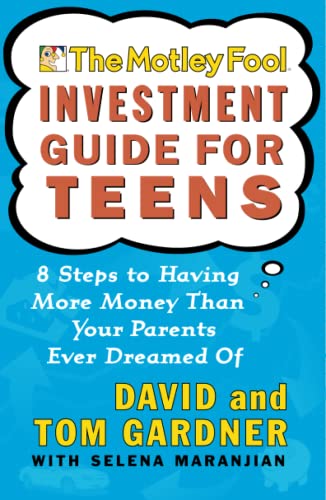 The Motley Fool
INVESTMENT
GUIDE FOR
TEENS
8 Steps to Having
More Money Than
Your Parents
Ever Dreamed Of
DAVID and
TOM GARDNER
WITH SELENA MARANJIAN